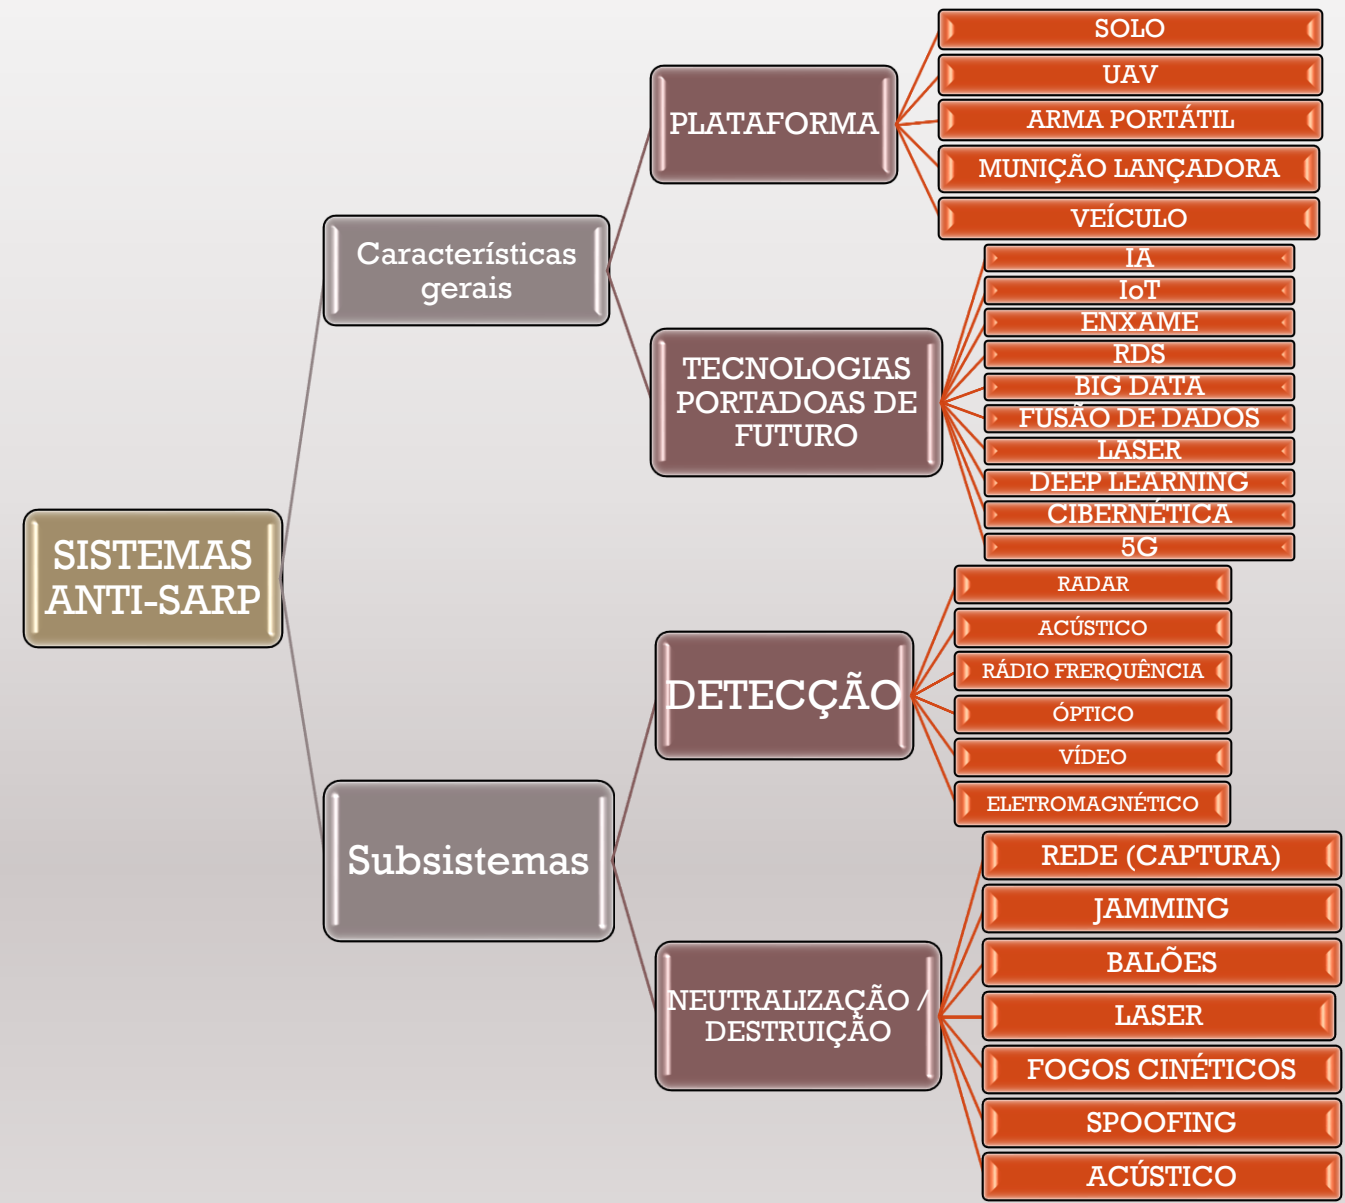 SISTEMAS
ANTI-SARP
Características
gerais
PLATAFORMA
SOLO
UAV
ARMA PORTÁTIL
MUNIÇÃO LANÇADORA
VEÍCULO
TECNOLOGIAS
PORTADOAS DE
FUTURO
IA
IoT
ENXAME
RDS
BIG DATA
FUSÃO DE DADOS
LASER
DEEP LEARNING
CIBERNÉTICA
5G
Subsistemas
DETECÇÃO
RADAR
ACÚSTICO
RÁDIO FRERQUÊNCIA
ÓPTICO
VÍDEO
ELETROMAGNÉTICO
NEUTRALIZAÇÃO /
DESTRUIÇÃO
REDE (CAPTURA)
JAMMING
BALÕES
LASER
FOGOS CINÉTICOS
SPOOFING
ACÚSTICO